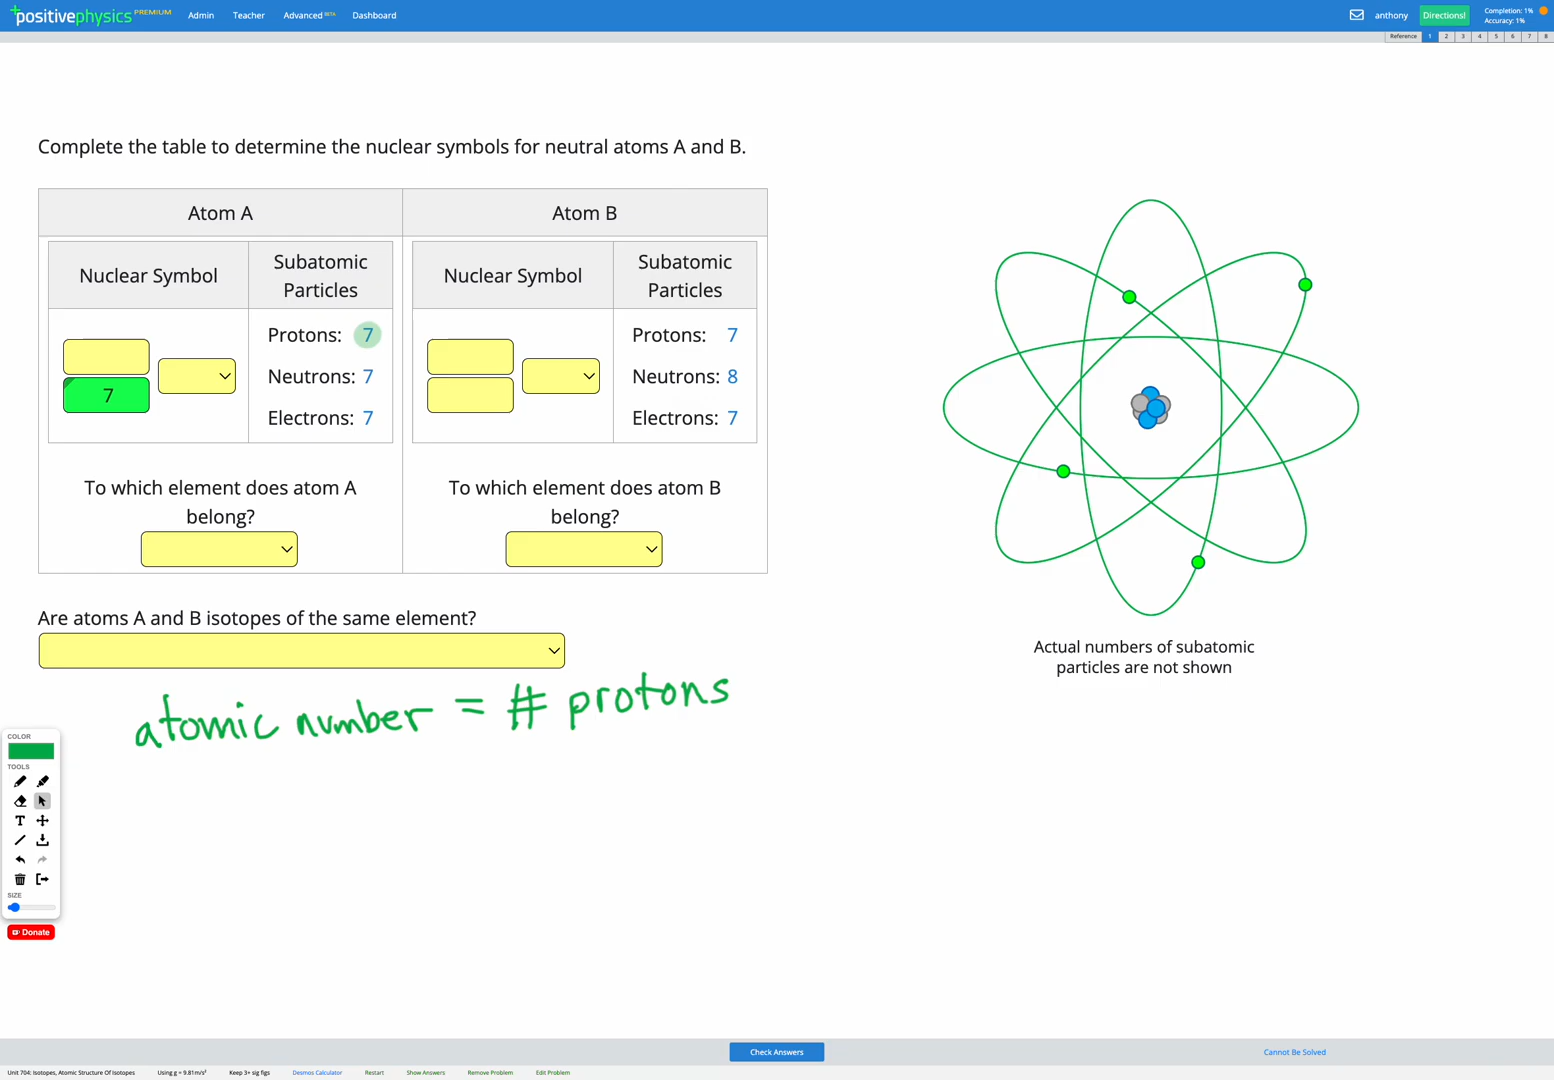 +positivephysics PREMIUM Admin Teacher Advanced BETA Dashboard anthony Directions! Completion: 1%
Accuracy: 1%
Reference 1 2 3 4 5 6 7 8
Complete the table to determine the nuclear symbols for neutral atoms A and B.
Atom A Atom B
Nuclear Symbol Subatomic Particles Nuclear Symbol Subatomic Particles
Protons: 7 Protons: 7
Neutrons: 7 Neutrons: 8
7
Electrons: 7 Electrons: 7
To which element does atom A
belong?
To which element does atom B
belong?
Are atoms A and B isotopes of the same element?
Actual numbers of subatomic
particles are not shown
atomic number = # protons
COLOR
TOOLS
T
SIZE
Donate
Check Answers Cannot Be Solved
Unit 704: Isotopes, Atomic Structure Of Isotopes Using g = 9.81m/s² Keep 3+ sig figs Desmos Calculator Restart Show Answers Remove Problem Edit Problem